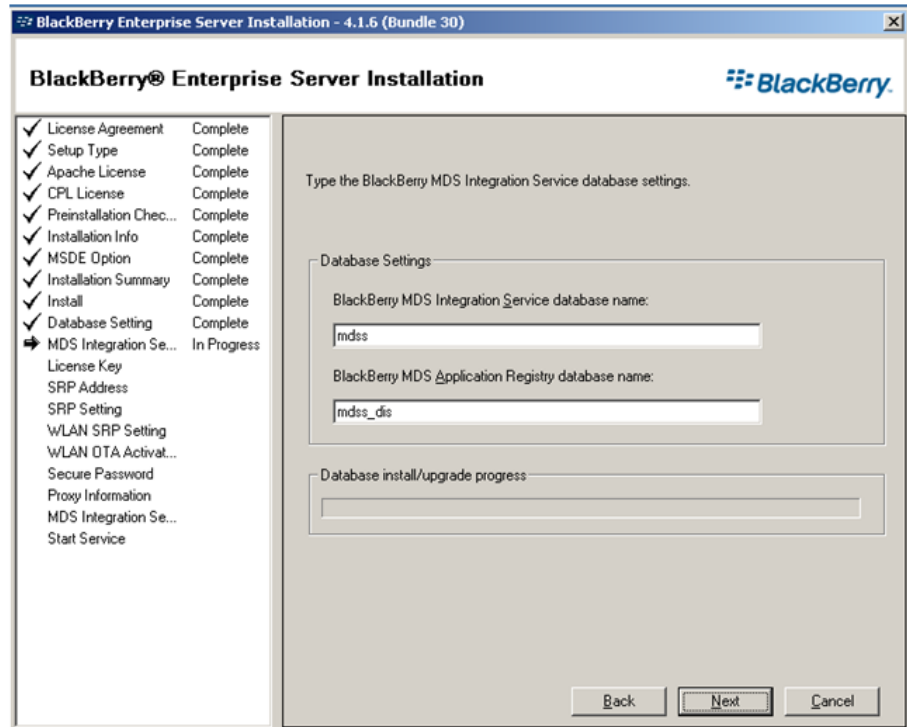 BlackBerry Enterprise Server Installation - 4.1.6 (Bundle 30)
BlackBerry® Enterprise Server Installation
BlackBerry.
License Agreement Complete
Setup Type Complete
Apache License Complete
CPL License Complete
Preinstallation Chec... Complete
Installation Info Complete
MSDE Option Complete
Installation Summary Complete
Install Complete
Database Setting Complete
MDS Integration Se... In Progress
License Key
SRP Address
SRP Setting
WLAN SRP Setting
WLAN OTA Activat...
Secure Password
Proxy Information
MDS Integration Se...
Start Service
Type the BlackBerry MDS Integration Service database settings.
Database Settings
BlackBerry MDS Integration Service database name:
mdss
BlackBerry MDS Application Registry database name:
mdss_dis
Database install/upgrade progress
Back Next Cancel